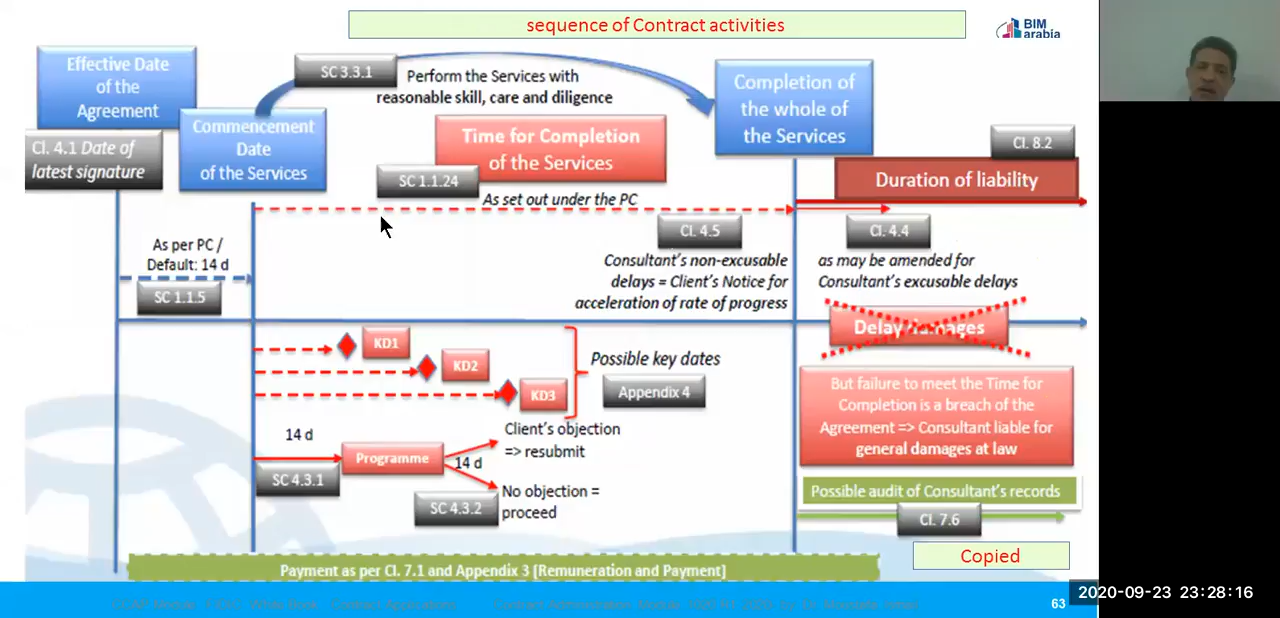 sequence of Contract activities
BIM
arabia
Effective Date
of the
Agreement
Cl. 4.1 Date of
latest signature
Commencement
Date
of the Services
SC 3.3.1
Perform the Services with
reasonable skill, care and diligence
Time for Completion
of the Services
SC 1.1.24
As set out under the PC
Completion of
the whole of
the Services
Cl. 8.2
Duration of liability
As per PC /
Default: 14 d
SC 1.1.5
Cl. 4.5
Consultant's non-excusable
delays = Client's Notice for
acceleration of rate of progress
Cl. 4.4
as may be amended for
Consultant's excusable delays
Delay damages
KD1
KD2
KD3
Possible key dates
Appendix 4
But failure to meet the Time for
Completion is a breach of the
Agreement => Consultant liable for
general damages at law
14 d
Programme
SC 4.3.1
14 d
SC 4.3.2
Client's objection
=> resubmit
No objection =
proceed
Possible audit of Consultant's records
Cl. 7.6
Copied
Payment as per Cl. 7.1 and Appendix 3 [Remuneration and Payment]
63
2020-09-23 23:28:16